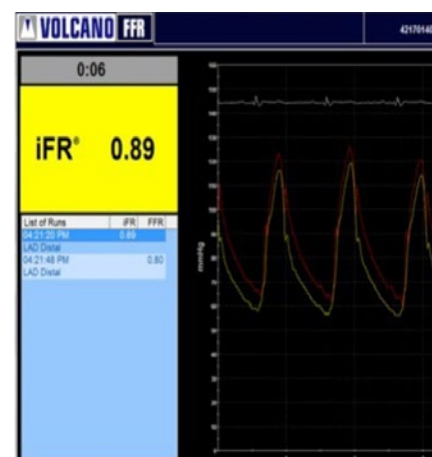 VOLCANO FFR
42170140
0:06
iFR® 0.89
List of Runs iFR FFR
04:21:20 PM 0.89
LAD Distal
04:21:48 PM 0.80
LAD Distal
mmHg